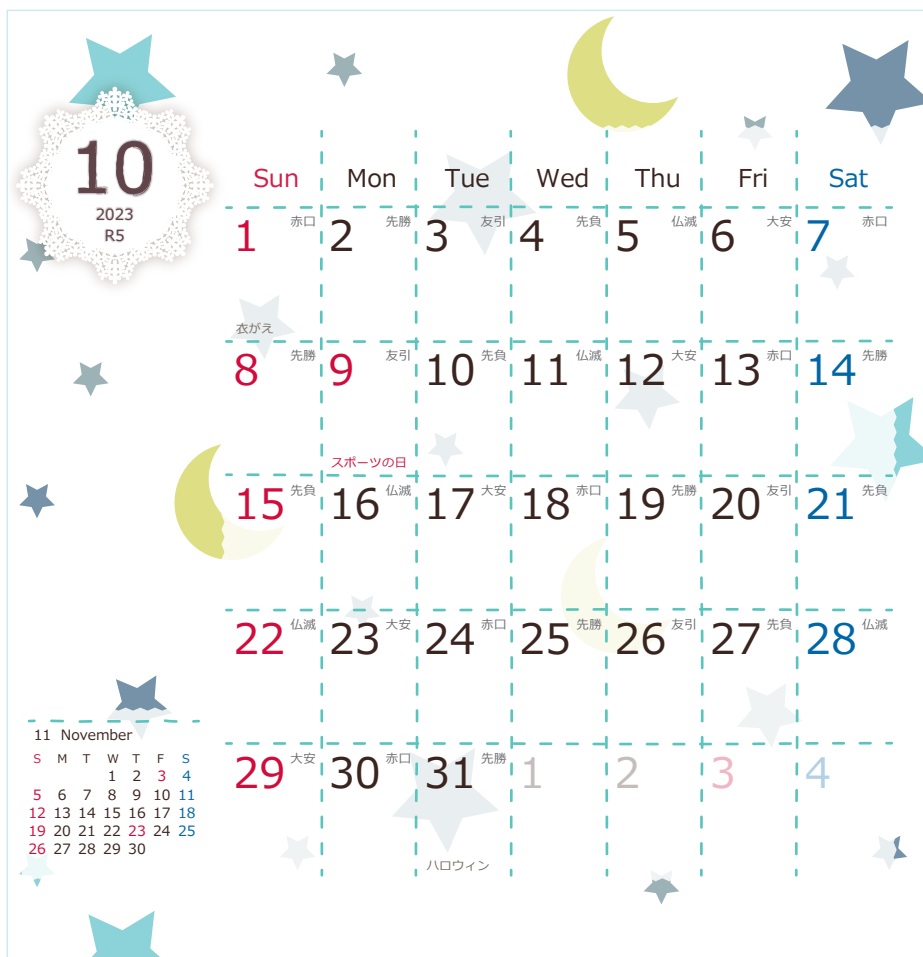 10
2023
R5
Sun Mon Tue Wed Thu Fri Sat
1 赤口 2 先勝 3 友引 4 先負 5 仏滅 6 大安 7 赤口
衣がえ
8 先勝 9 友引 10 先負 11 仏滅 12 大安 13 赤口 14 先勝
スポーツの日
15 先負 16 仏滅 17 大安 18 赤口 19 先勝 20 友引 21 先負
22 仏滅 23 大安 24 赤口 25 先勝 26 友引 27 先負 28 仏滅
29 大安 30 赤口 31 先勝 1 2 3 4
ハロウィン
11 November
S M T W T F S
1 2 3 4
5 6 7 8 9 10 11
12 13 14 15 16 17 18
19 20 21 22 23 24 25
26 27 28 29 30